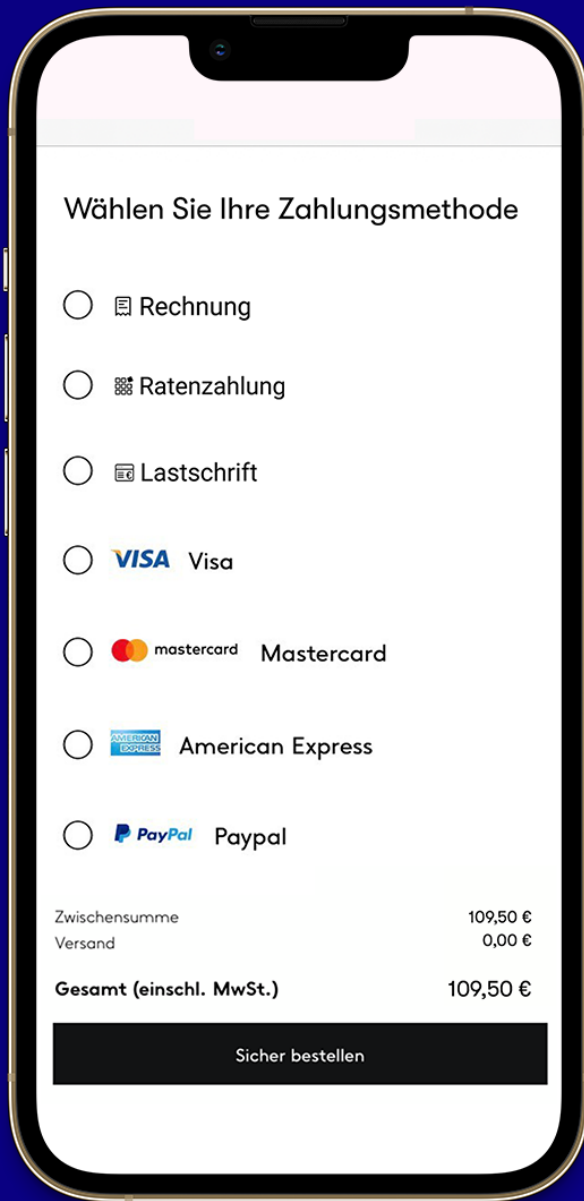 Wählen Sie Ihre Zahlungsmethode
Rechnung
Ratenzahlung
Lastschrift
VISA Visa
mastercard Mastercard
AMERICAN EXPRESS American Express
PayPal Paypal
Zwischensumme 109,50 €
Versand 0,00 €
Gesamt (einschl. MwSt.) 109,50 €
Sicher bestellen